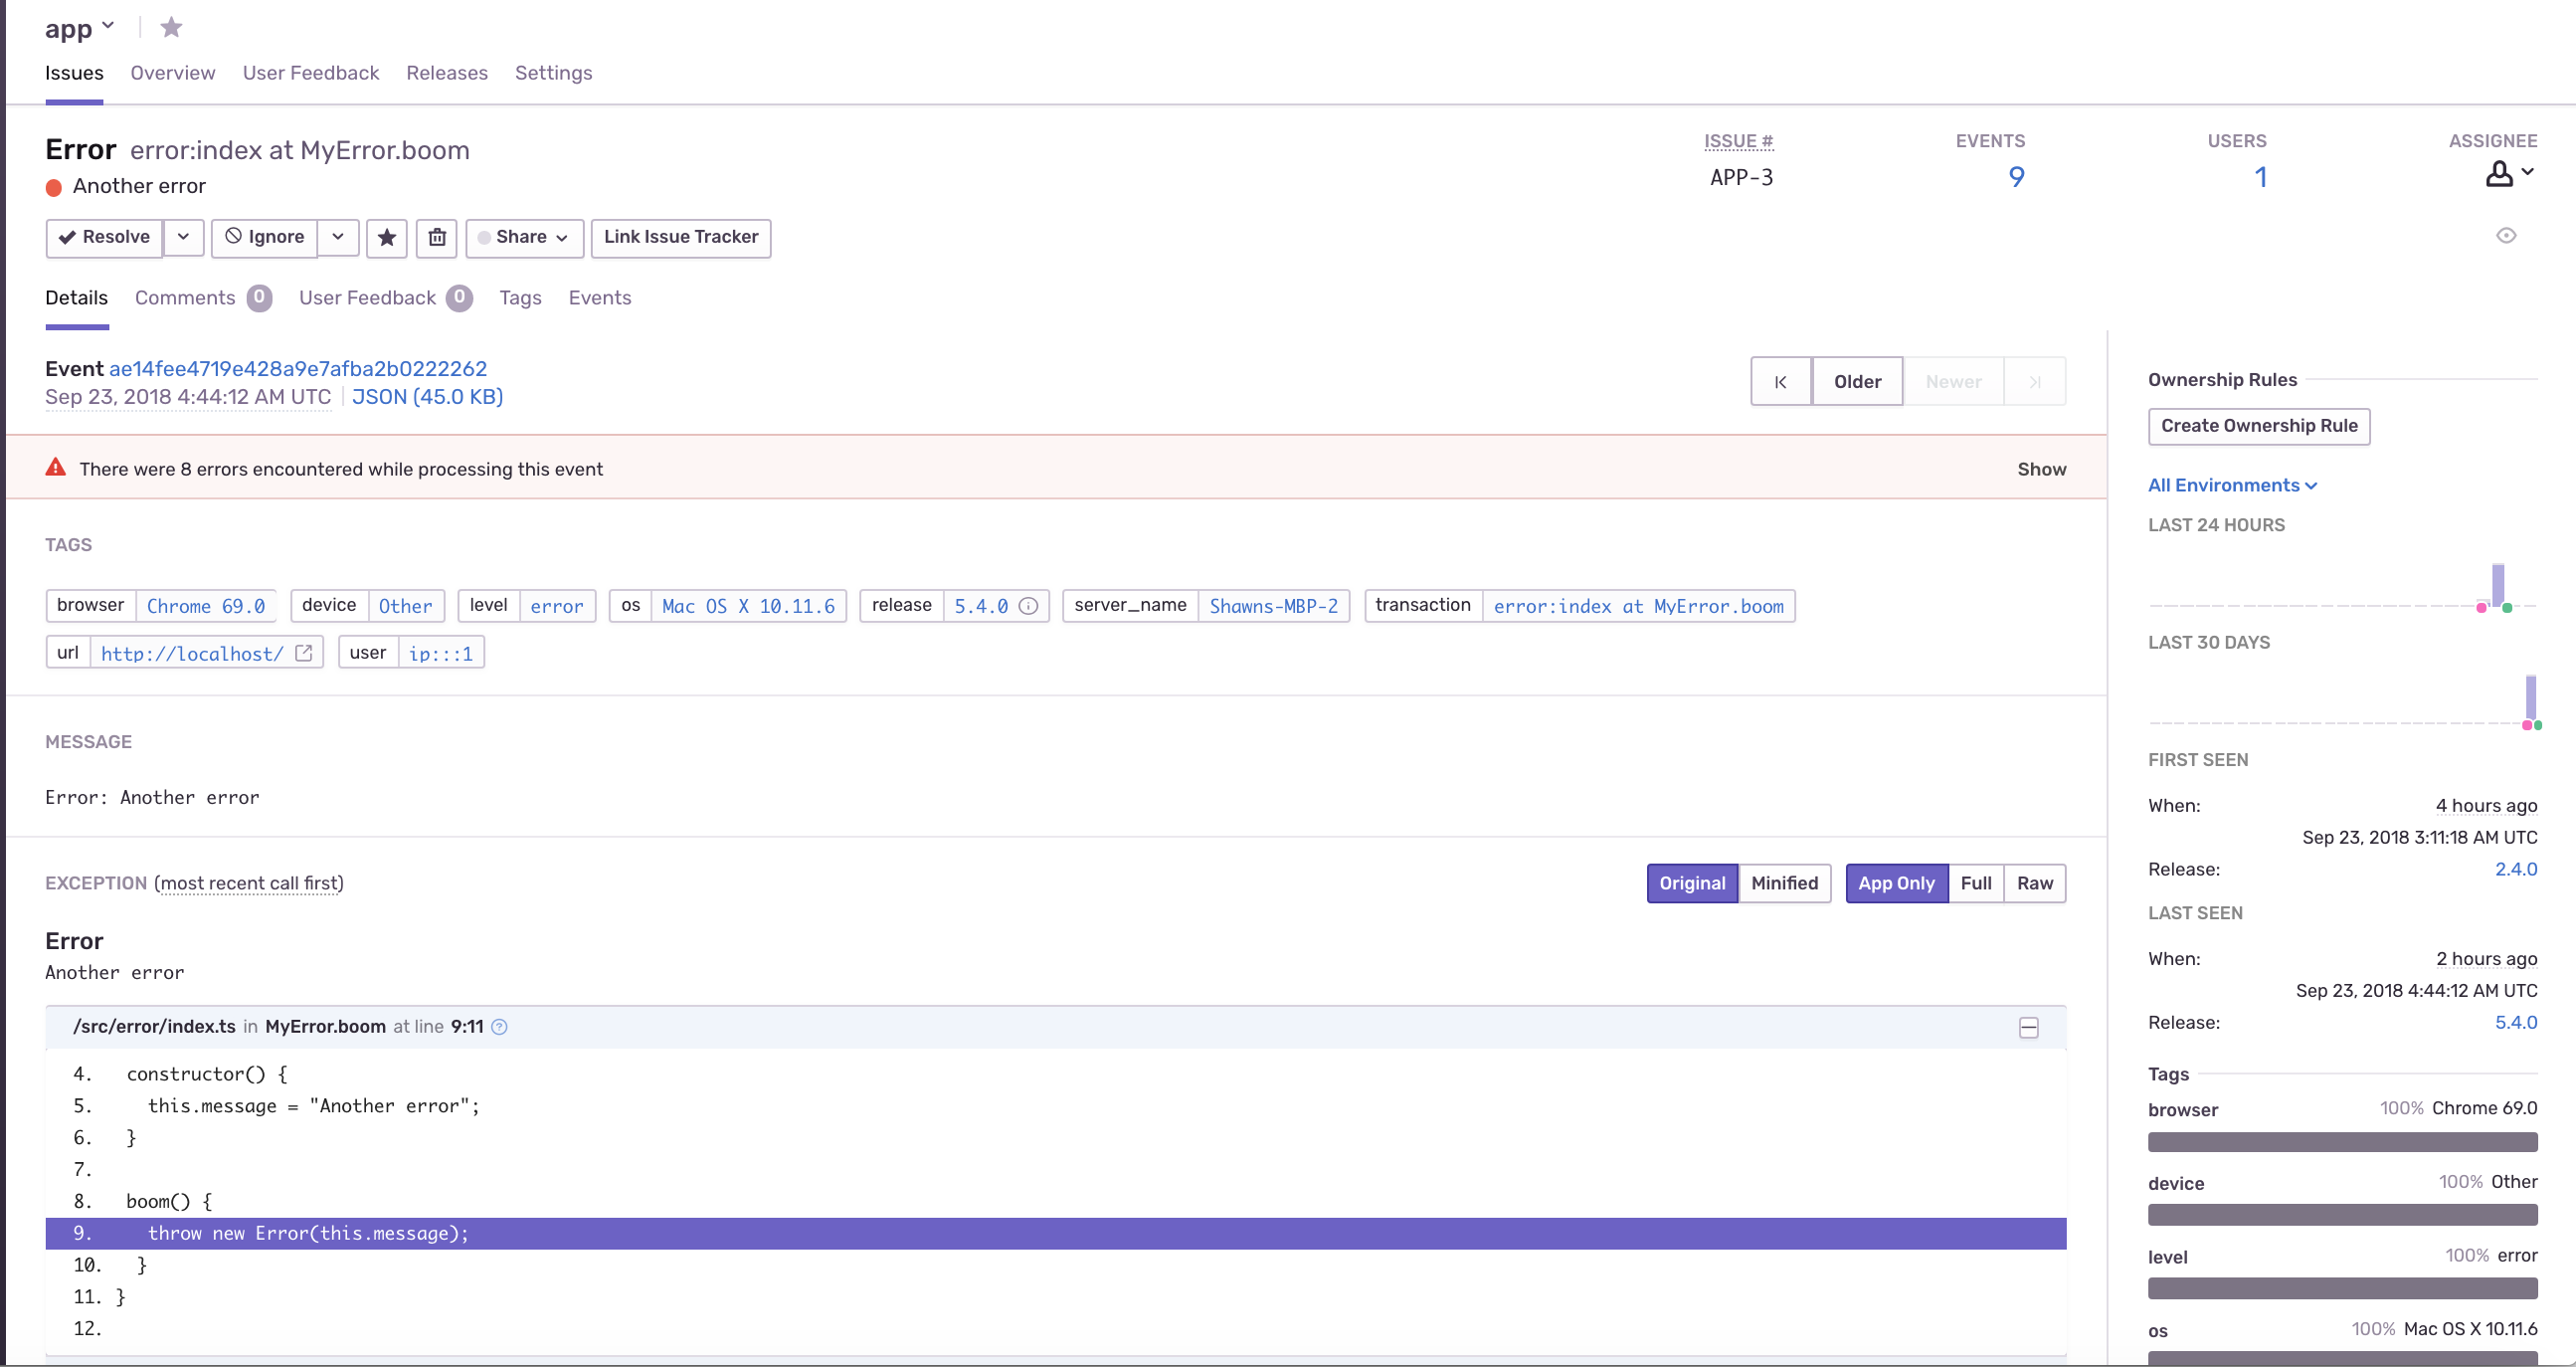 app
Issues Overview User Feedback Releases Settings
Error error:index at MyError.boom
Another error
ISSUE # EVENTS USERS ASSIGNEE
APP-3 9 1
Resolve Ignore Share Link Issue Tracker
Details Comments 0 User Feedback 0 Tags Events
Event ae14fee4719e428a9e7afba2b0222262
Sep 23, 2018 4:44:12 AM UTC JSON (45.0 KB)
Older Newer
There were 8 errors encountered while processing this event Show
TAGS
browser Chrome 69.0 device Other level error os Mac OS X 10.11.6 release 5.4.0 server_name Shawns-MBP-2 transaction error:index at MyError.boom
url http://localhost/ user ip:::1
MESSAGE
Error: Another error
EXCEPTION (most recent call first) Original Minified App Only Full Raw
Error
Another error
/src/error/index.ts in MyError.boom at line 9:11 ?
4. constructor() {
5. this.message = "Another error";
6. }
7.
8. boom() {
9. throw new Error(this.message);
10. }
11. }
12.
Ownership Rules
Create Ownership Rule
All Environments
LAST 24 HOURS
LAST 30 DAYS
FIRST SEEN
When: 4 hours ago
Sep 23, 2018 3:11:18 AM UTC
Release: 2.4.0
LAST SEEN
When: 2 hours ago
Sep 23, 2018 4:44:12 AM UTC
Release: 5.4.0
Tags
browser 100% Chrome 69.0
device 100% Other
level 100% error
os 100% Mac OS X 10.11.6